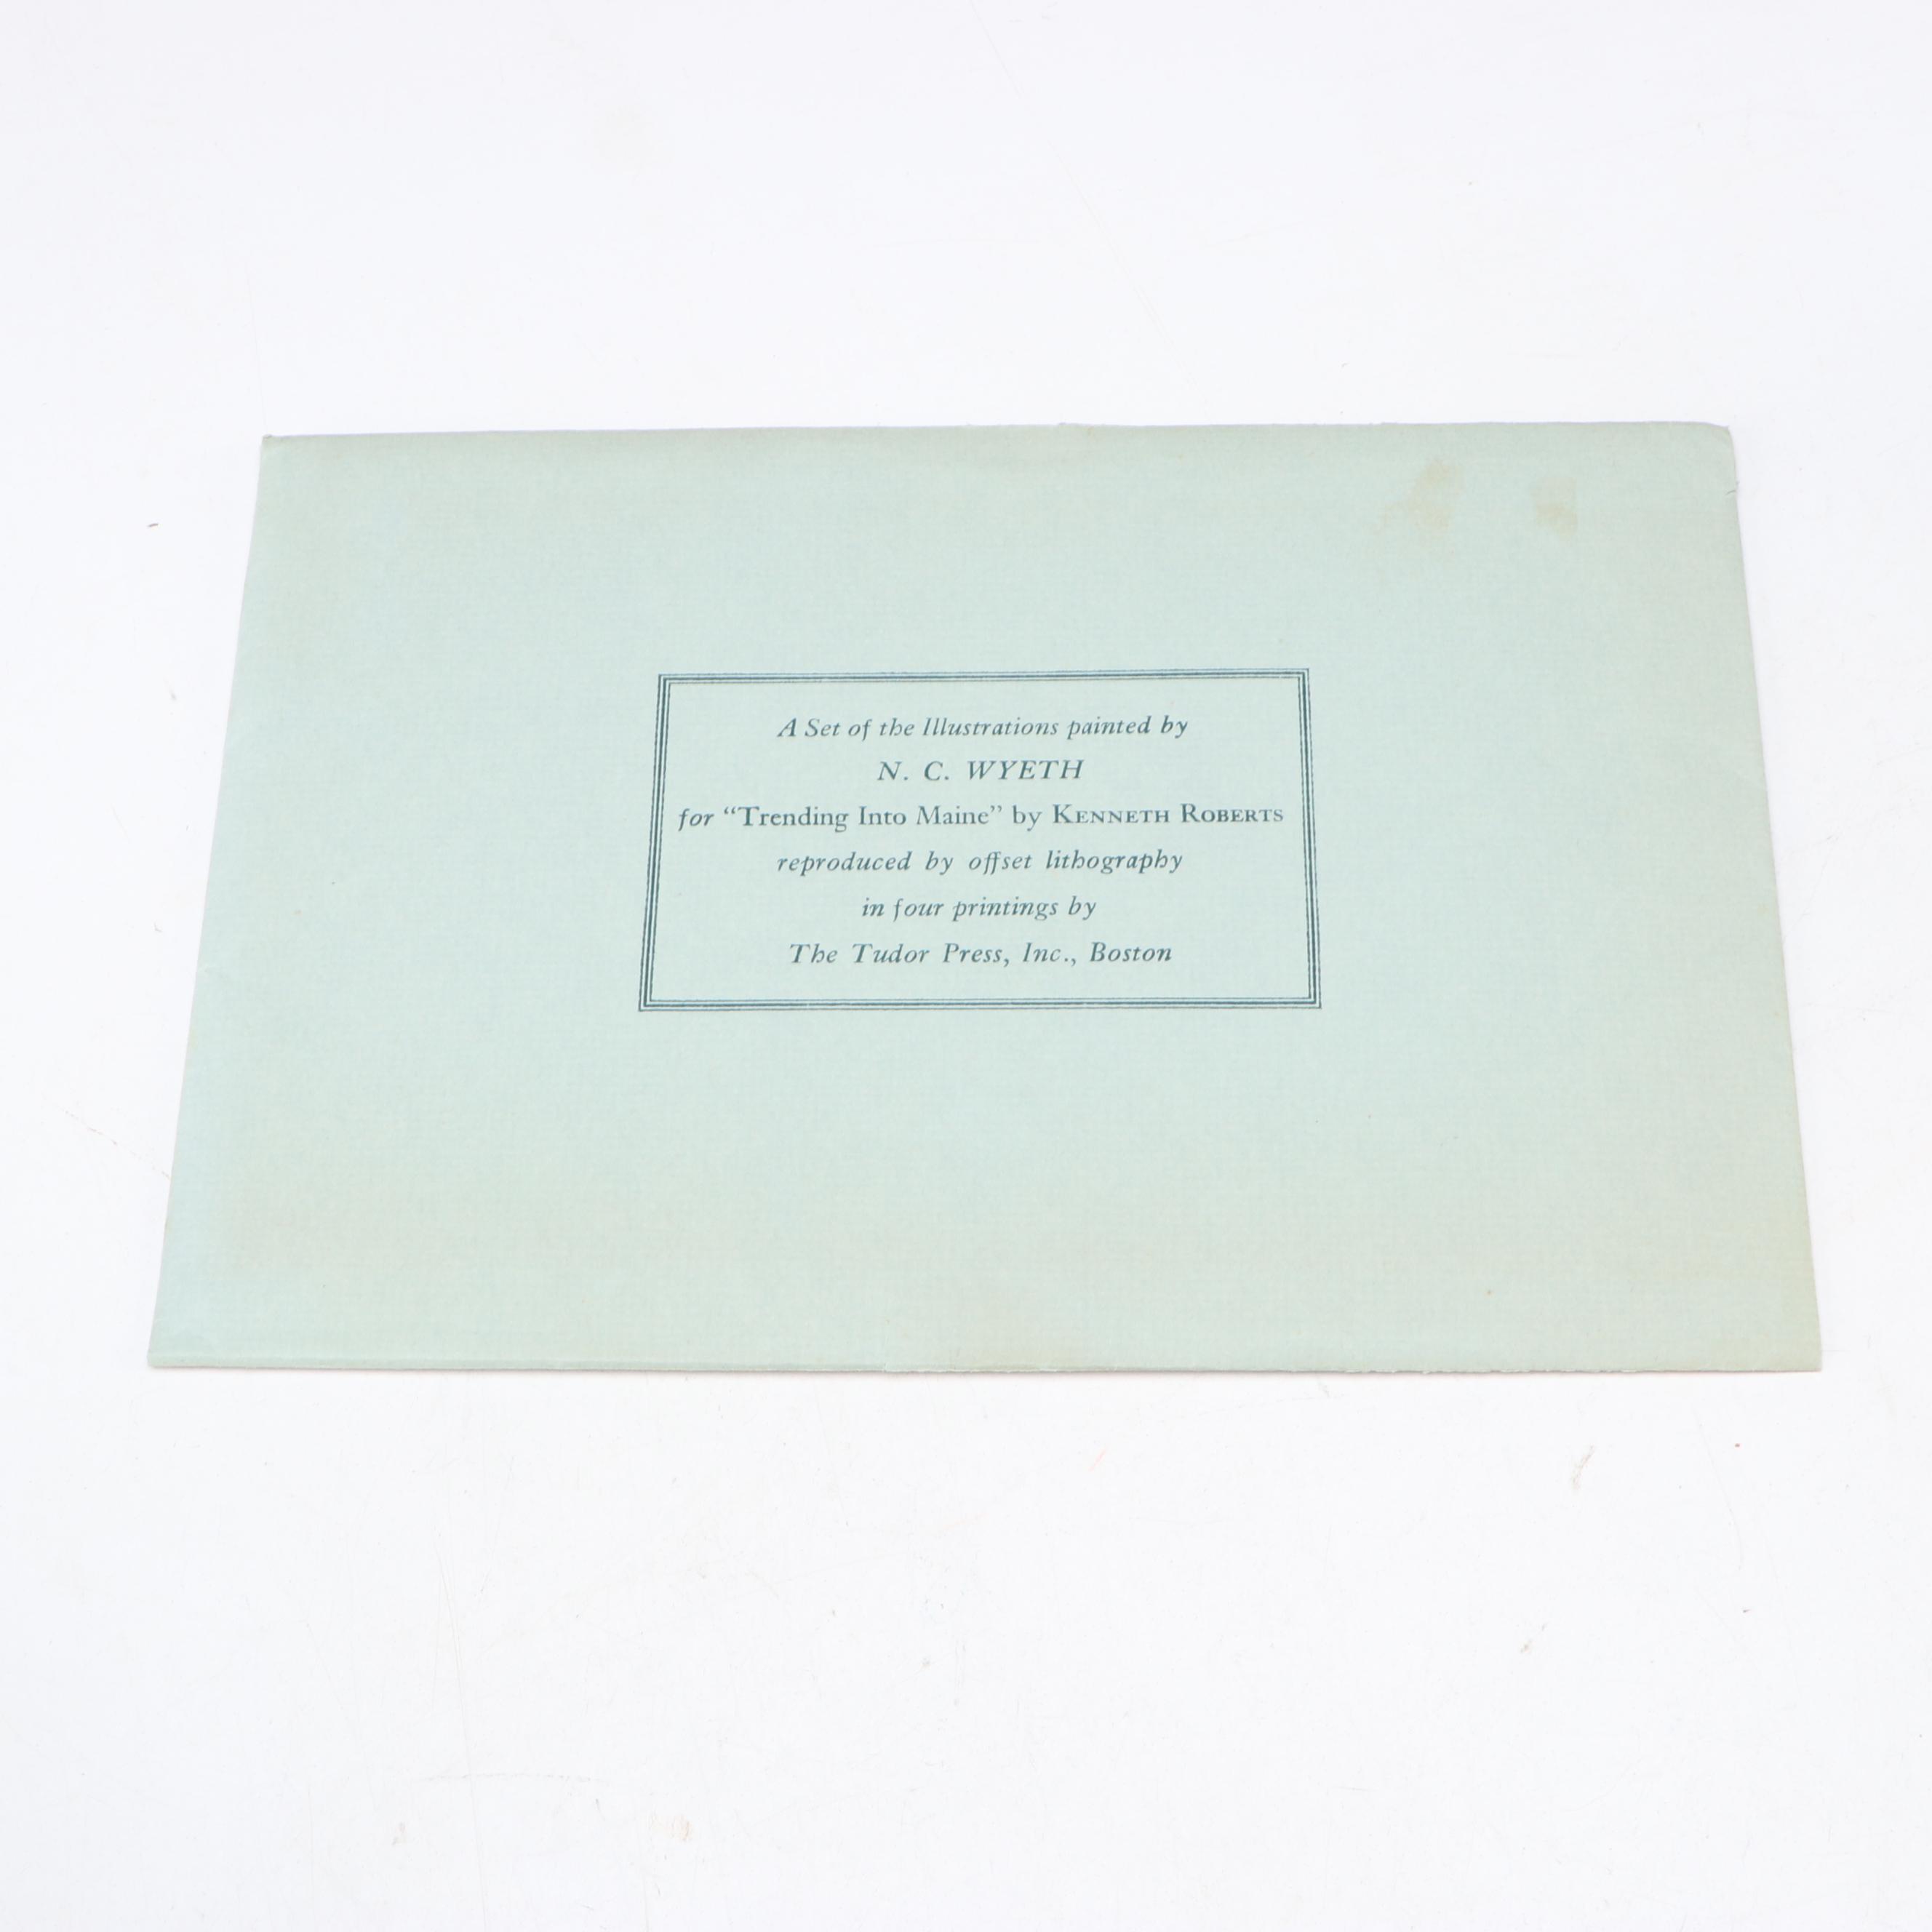 A Set of the Illustrations painted by
N. C. WYETH
for “Trending Into Maine” by KENNETH ROBERTS
reproduced by offset lithography
in four printings by
The Tudor Press, Inc., Boston